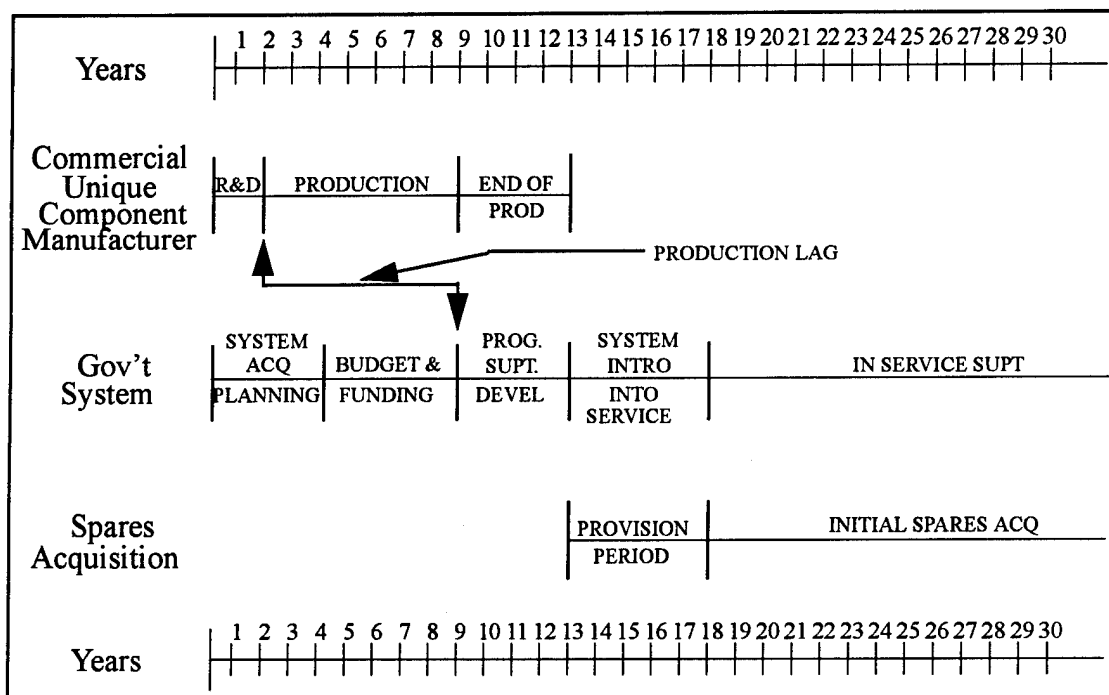 1 2 3 4 5 6 7 8 9 10 11 12 13 14 15 16 17 18 19 20 21 22 23 24 25 26 27 28 29 30
Years
Commercial
Unique
Component
Manufacturer
R&D
PRODUCTION
END OF
PROD
PRODUCTION LAG
Gov't
System
SYSTEM
ACQ
PLANNING
BUDGET &
FUNDING
PROG.
SUPT.
DEVEL
SYSTEM
INTRO
INTO
SERVICE
IN SERVICE SUPT
Spares
Acquisition
PROVISION
PERIOD
INITIAL SPARES ACQ
1 2 3 4 5 6 7 8 9 10 11 12 13 14 15 16 17 18 19 20 21 22 23 24 25 26 27 28 29 30
Years